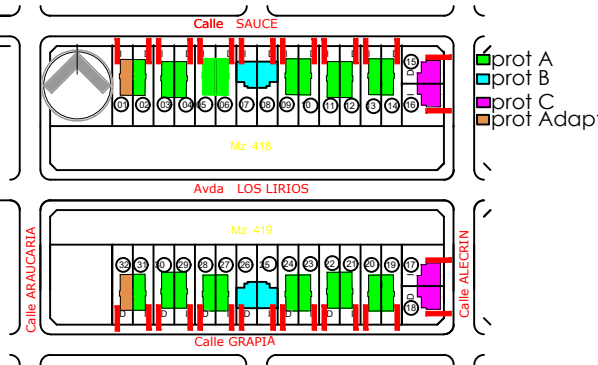 Calle SAUCE
15
prot A
prot B
prot C
prot Adapt
01 02 03 04 05 06 07 08 09 10 11 12 13 14 16
Mz 418
Avda LOS LIRIOS
Mz 419
32 31 30 29 28 27 26 25 24 23 22 21 20 19 17
18
Calle ARAUCARIA
Calle ALECRIN
Calle GRAPIA